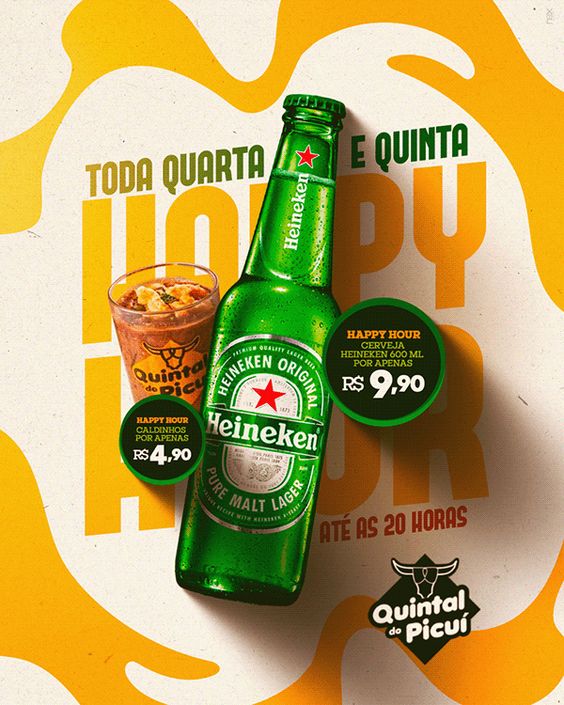 TODA QUARTA E QUINTA
HAPPY
HOUR
ATÉ AS 20 HORAS
Quintal
do
Picuí
HAPPY HOUR
CALDINHOS
POR APENAS
R$ 4,90
Heineken
PREMIUM QUALITY LAGER BEER
HEINEKEN ORIGINAL
Heineken®
PURE MALT LAGER
HAPPY HOUR
CERVEJA
HEINEKEN 600 ML
POR APENAS
R$ 9,90
Quintal
do Picuí